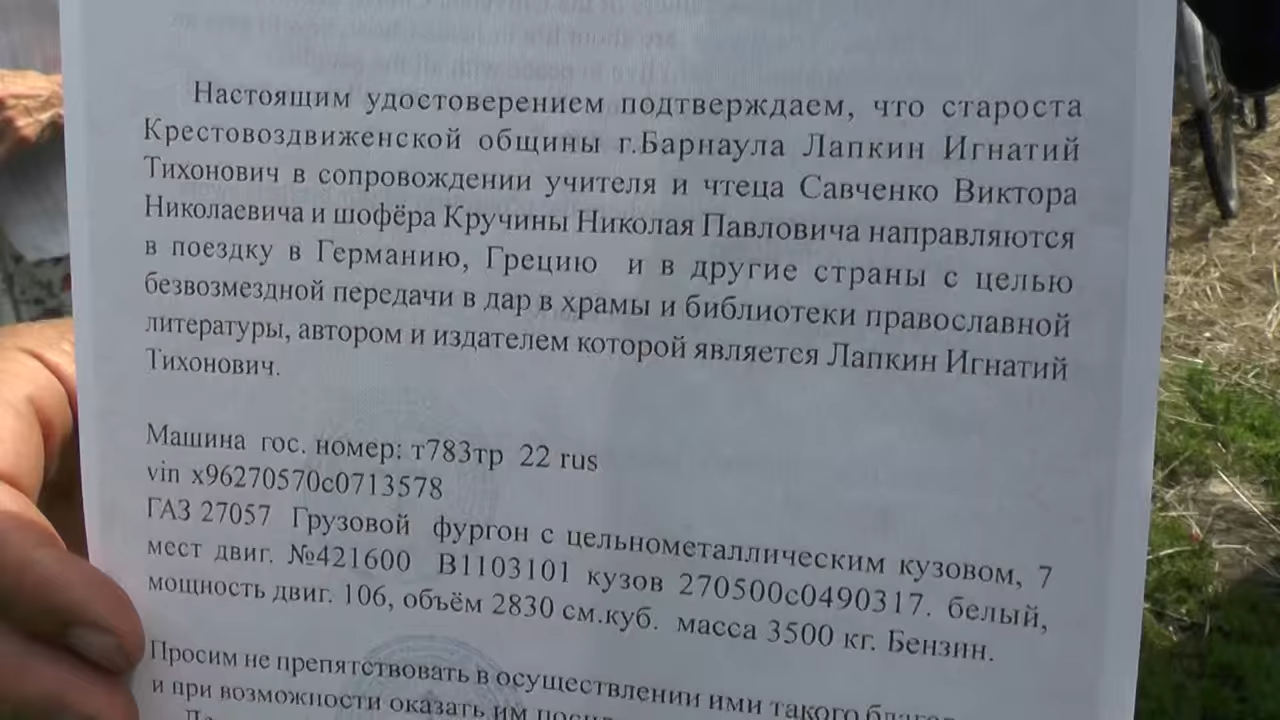 Настоящим удостоверением подтверждаем, что староста
Крестовоздвиженской общины г.Барнаула Лапкин Игнатий
Тихонович в сопровождении учителя и чтеца Савченко Виктора
Николаевича и шофёра Кручины Николая Павловича направляются
в поездку в Германию, Грецию и в другие страны с целью
безвозмездной передачи в дар в храмы и библиотеки православной
литературы, автором и издателем которой является Лапкин Игнатий
Тихонович.
Машина гос. номер: т783тр 22 rus
vin x96270570c0713578
ГАЗ 27057 Грузовой фургон с цельнометаллическим кузовом, 7
мест двиг. №421600 В1103101 кузов 270500с0490317. белый,
мощность двиг. 106, объём 2830 см.куб. масса 3500 кг. Бензин.
Просим не препятствовать в осуществлении ими такого
и при возможности оказать им